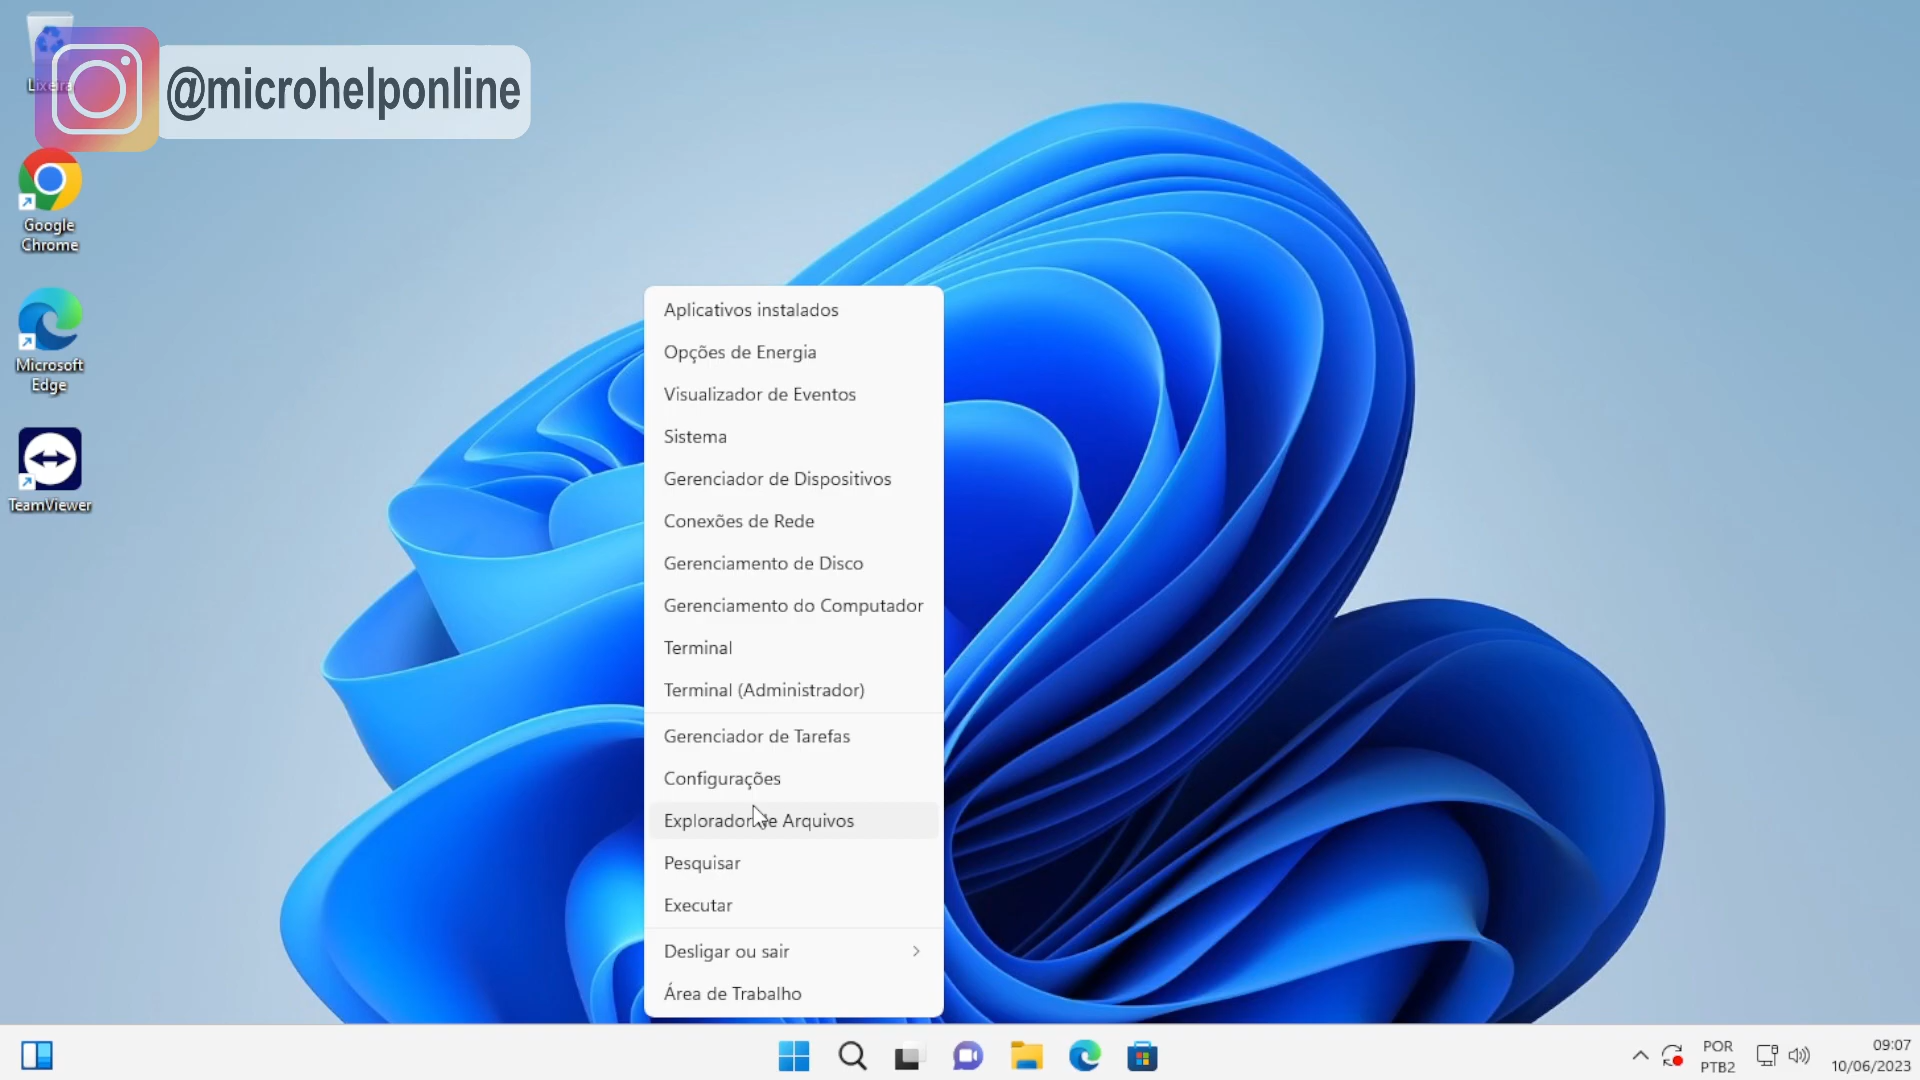 Lixeira
@microhelponline
Google
Chrome
Microsoft
Edge
TeamViewer
Aplicativos instalados
Opções de Energia
Visualizador de Eventos
Sistema
Gerenciador de Dispositivos
Conexões de Rede
Gerenciamento de Disco
Gerenciamento do Computador
Terminal
Terminal (Administrador)
Gerenciador de Tarefas
Configurações
Explorador de Arquivos
Pesquisar
Executar
Desligar ou sair
Área de Trabalho
POR
PTB2
09:07
10/06/2023